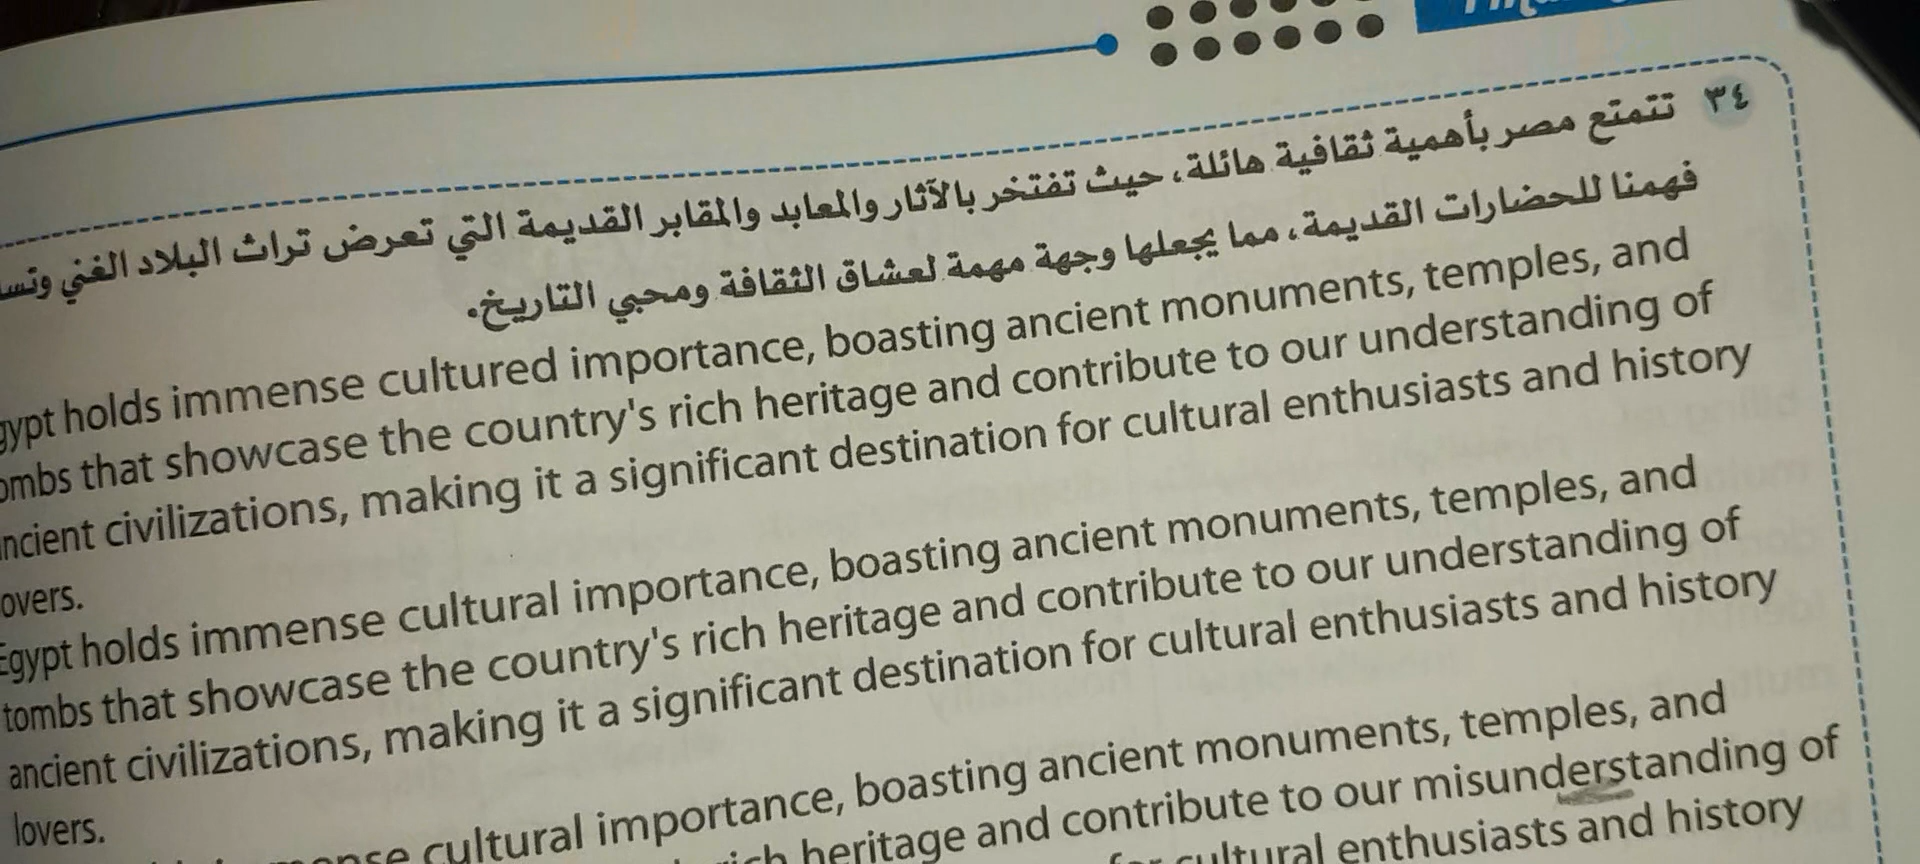 ٣٤ تتمتع مصر بأهمية ثقافية هائلة، حيث تفتخر بالآثار والمعابد والمقابر القديمة التي تعرض تراث البلاد الغني
فهمنا للحضارات القديمة، مما يجعلها وجهة مهمة لعشاق الثقافة ومحبي التاريخ.
holds immense cultured importance, boasting ancient monuments, temples, and
that showcase the country's rich heritage and contribute to our understanding of
civilizations, making it a significant destination for cultural enthusiasts and history
overs.
Egypt holds immense cultural importance, boasting ancient monuments, temples, and
tombs that showcase the country's rich heritage and contribute to our understanding of
ancient civilizations, making it a significant destination for cultural enthusiasts and history
lovers.
cultural importance, boasting ancient monuments, temples, and
heritage and contribute to our misunderstanding of
cultural enthusiasts and history